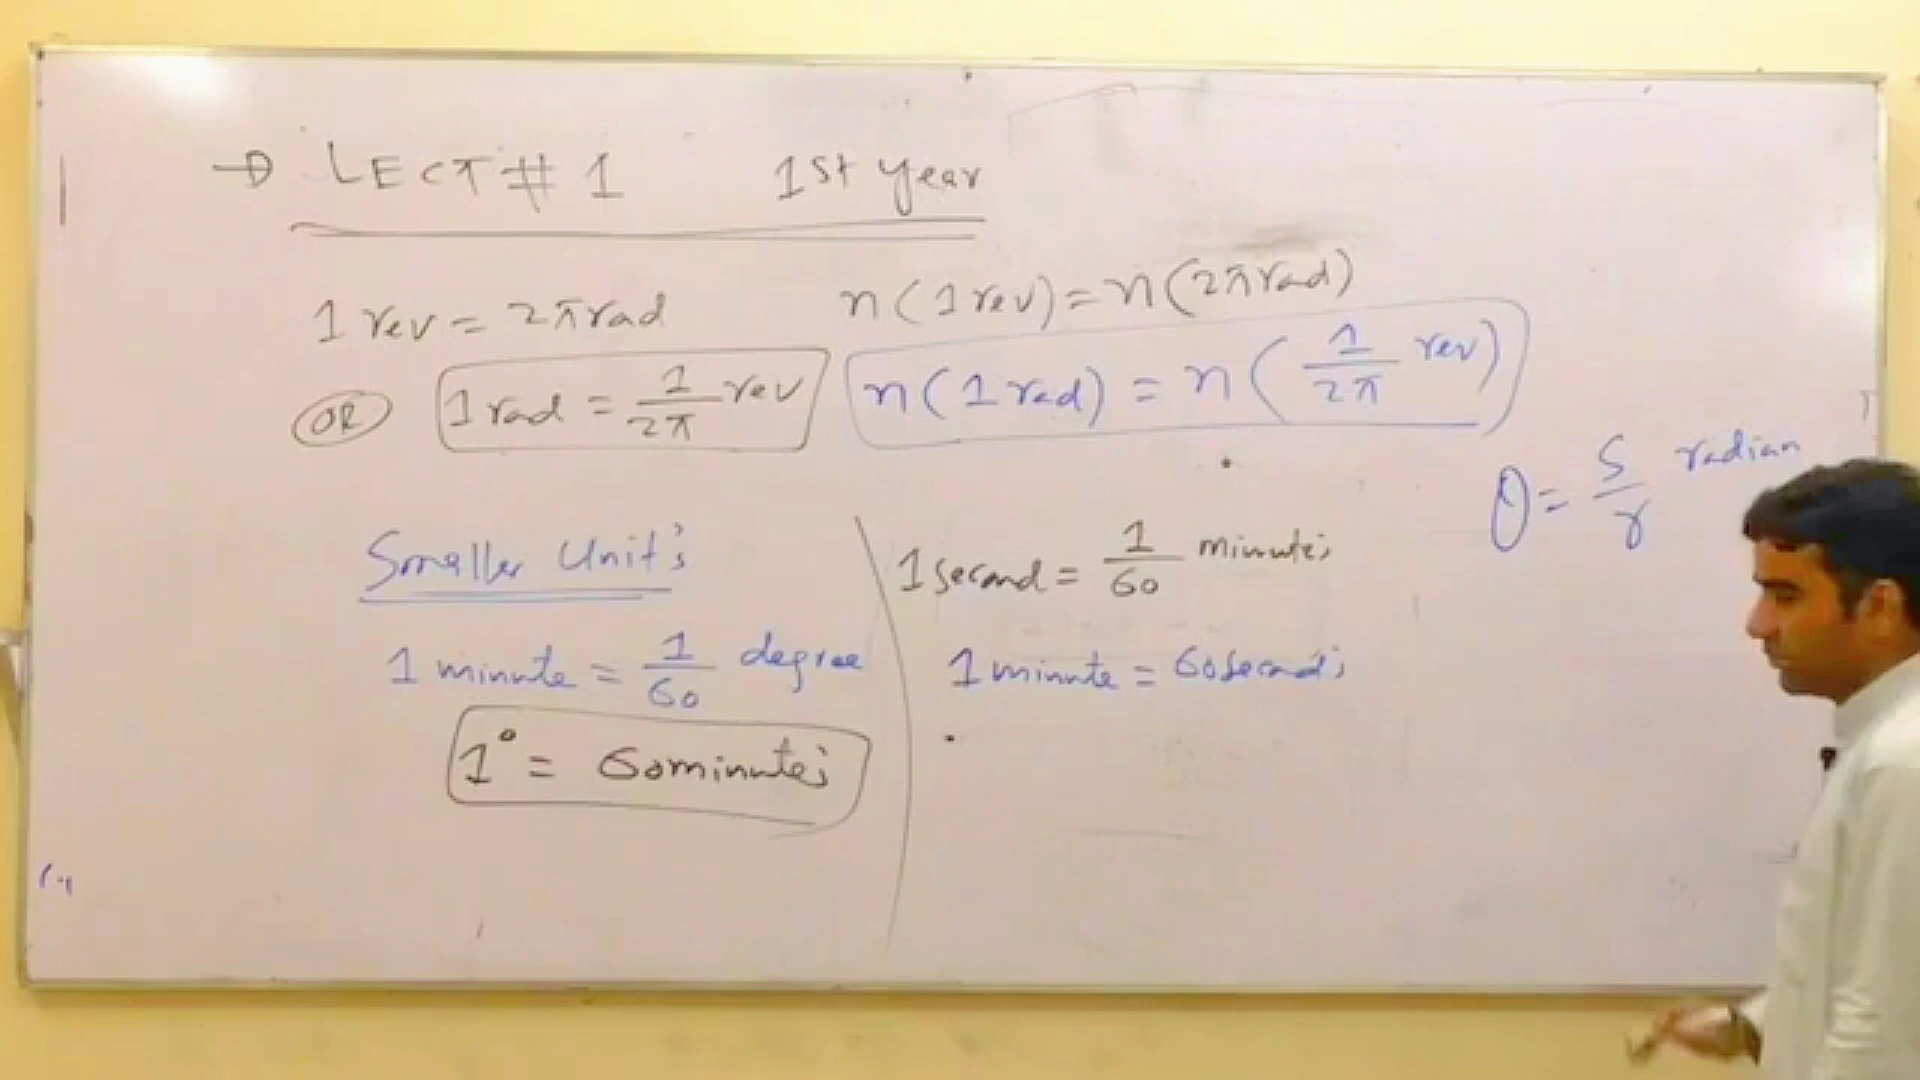 → LECT # 1 1st year
1 rev = 2π rad
n(1 rev) = n(2π rad)
OR 1 rad = 1/2π rev
n(1 rad) = n(1/2π rev)
θ = S/r radian
Smaller Unit's
1 minute = 1/60 degree
1° = 60 minutes
1 second = 1/60 minutes
1 minute = 60 seconds